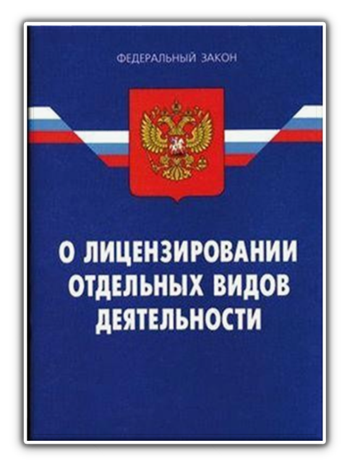 ФЕДЕРАЛЬНЫЙ ЗАКОН
О ЛИЦЕНЗИРОВАНИИ
ОТДЕЛЬНЫХ ВИДОВ
ДЕЯТЕЛЬНОСТИ